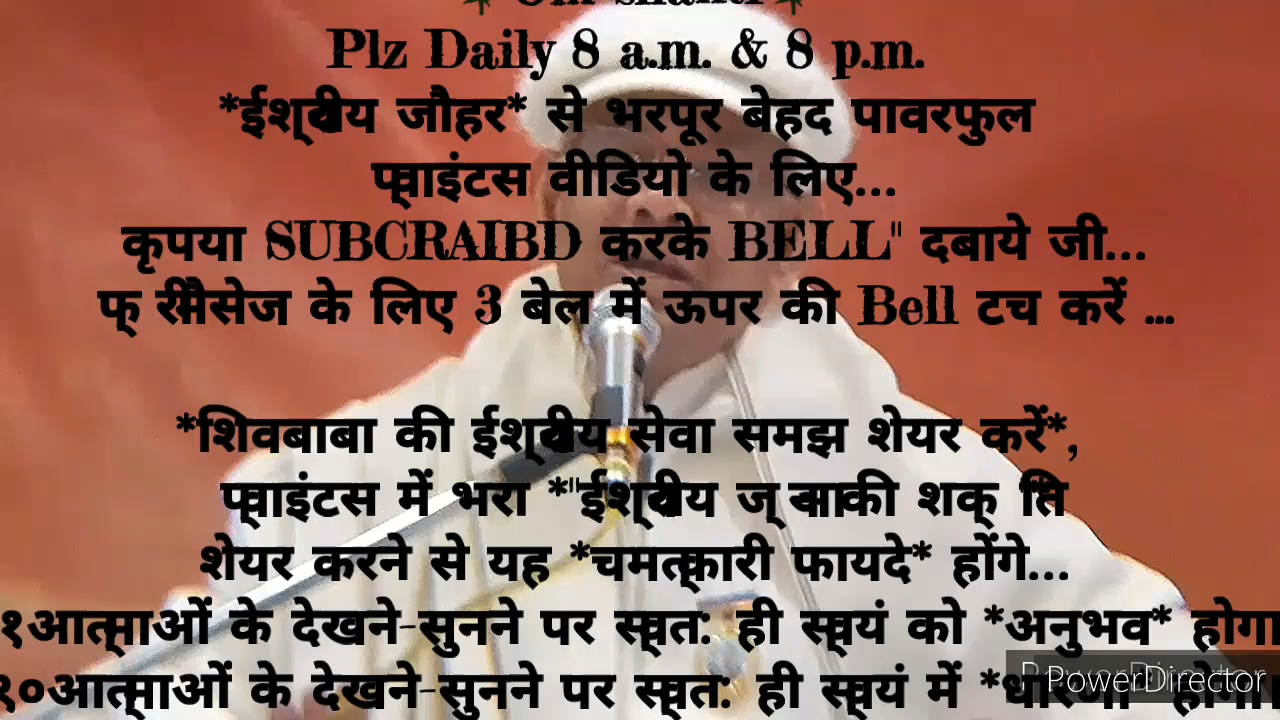 Plz Daily 8 a.m. & 8 p.m.
*ईश्वरीय जौहर* से भरपूर बेहद पावरफुल
प्वाइंटस वीडियो के लिए...
कृपया SUBCRAIBD करके BELL" दबाये जी...
फ्री मैसेज के लिए 3 बेल में ऊपर की Bell टच करें ...
*शिवबाबा की ईश्वरीय सेवा समझ शेयर करें*,
प्वाइंटस में भरा *"ईश्वरीय ज्ञान की शक्ति"*
शेयर करने से यह *चमत्कारी फायदे* होंगे...
१आत्माओं के देखने-सुनने पर स्वत: ही स्वयं को *अनुभव* होगा
१०आत्माओं के देखने-सुनने पर स्वत: ही स्वयं में *धारणा* होगा
PowerDirector